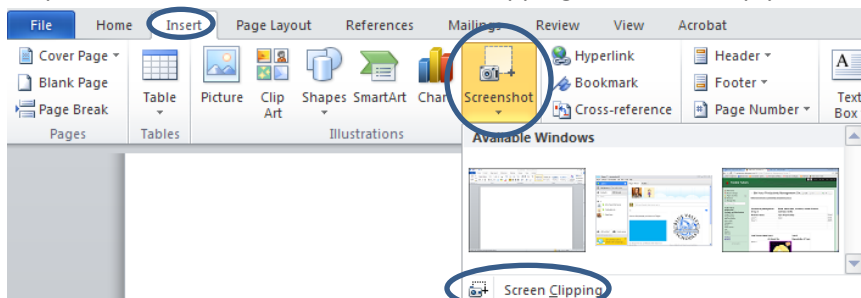 File Home Insert Page Layout References Mailings Review View Acrobat
Cover Page
Blank Page
Page Break
Table
Picture
Clip Art
Shapes
SmartArt
Chart
Screenshot
Hyperlink
Bookmark
Cross-reference
Header
Footer
Page Number
Text Box
Pages Tables Illustrations
Available Windows
Screen Clipping